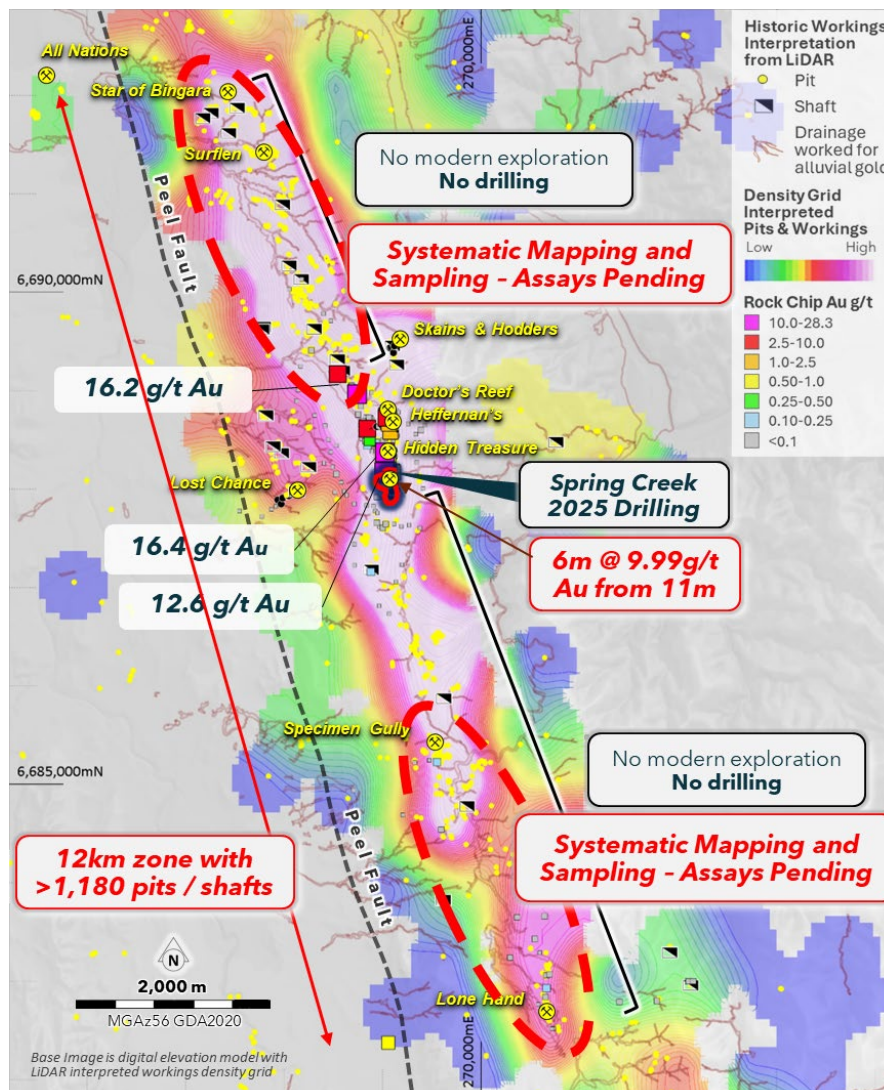 All Nations
Star of Bingara
Surflen
270,000mE
Historic Workings
Interpretation
from LiDAR
Pit
Shaft
Drainage
worked for
alluvial gold
Density Grid
Interpreted
Pits & Workings
Low High
Rock Chip Au g/t
10.0-28.3
2.5-10.0
1.0-2.5
0.50-1.0
0.25-0.50
0.10-0.25
<0.1
No modern exploration
No drilling
Peel Fault
Systematic Mapping and
Sampling – Assays Pending
6,690,000mN
Skains & Hodders
16.2 g/t Au
Doctor's Reef
Heffernan's
Hidden Treasure
Lost Chance
Spring Creek
2025 Drilling
16.4 g/t Au
6m @ 9.99g/t
Au from 11m
12.6 g/t Au
Specimen Gully
No modern exploration
No drilling
6,685,000mN
Systematic Mapping and
Sampling – Assays Pending
12km zone with
>1,180 pits / shafts
Peel Fault
N
2,000 m
MGAz56 GDA2020
Lone Hand
270,000mE
Base Image is digital elevation model with
LiDAR interpreted workings density grid